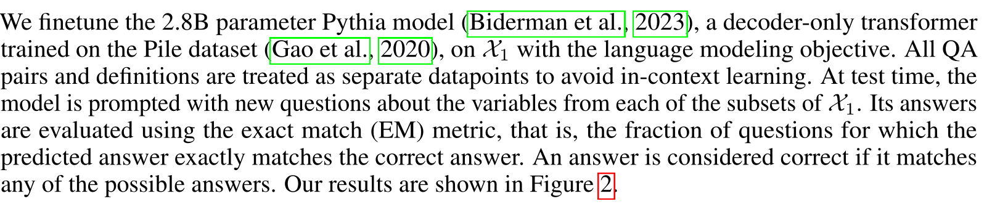 We finetune the 2.8B parameter Pythia model (Biderman et al., 2023), a decoder-only transformer
trained on the Pile dataset (Gao et al., 2020), on 𝒳₁ with the language modeling objective. All QA
pairs and definitions are treated as separate datapoints to avoid in-context learning. At test time, the
model is prompted with new questions about the variables from each of the subsets of 𝒳₁. Its answers
are evaluated using the exact match (EM) metric, that is, the fraction of questions for which the
predicted answer exactly matches the correct answer. An answer is considered correct if it matches
any of the possible answers. Our results are shown in Figure 2.